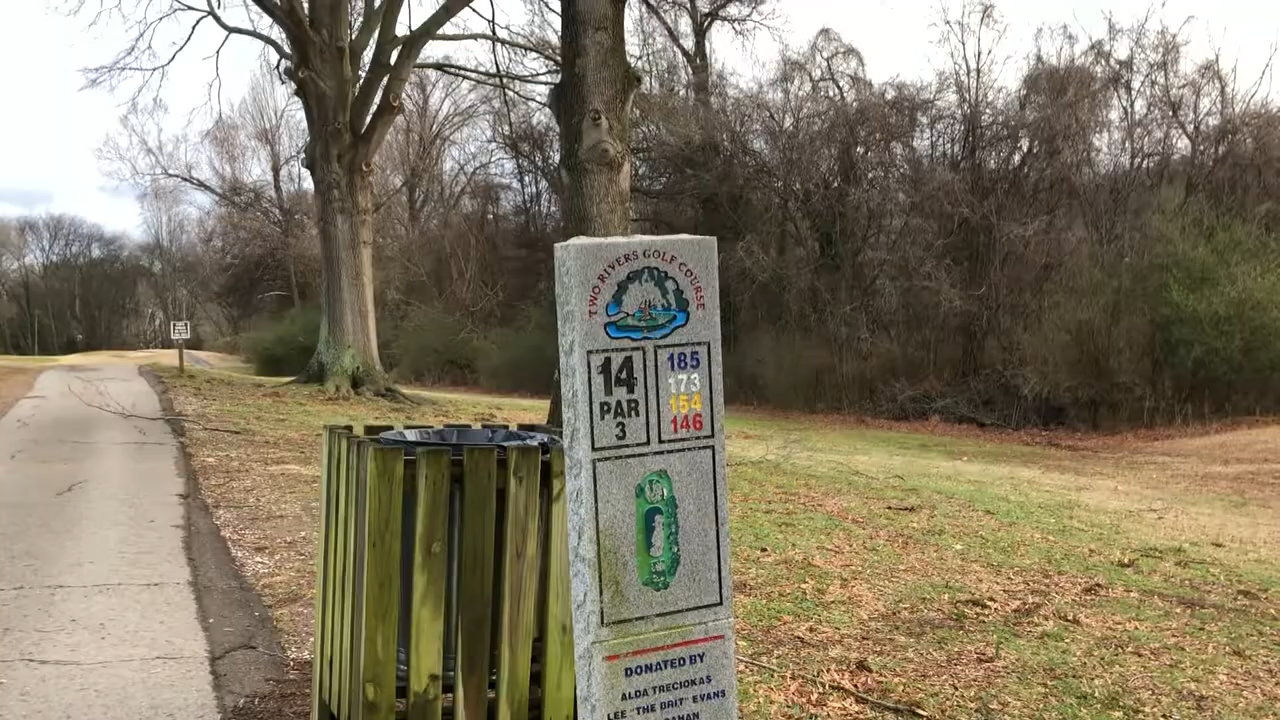 TWO RIVERS GOLF COURSE
14
PAR
3
185
173
154
146
DONATED BY
ALDA TRECIOKAS
LEE "THE BRIT" EVANS